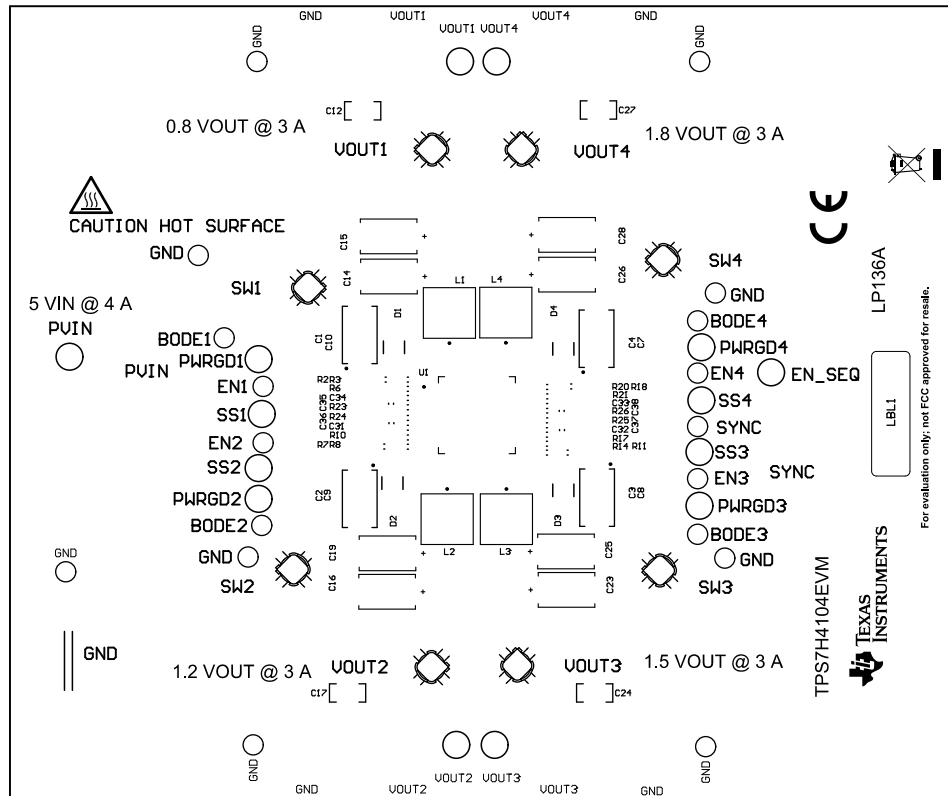 GND VOUT1 VOUT4 GND
GND VOUT1 VOUT4 GND
C12 C27
0.8 VOUT @ 3 A 1.8 VOUT @ 3 A
VOUT1 VOUT4
CAUTION HOT SURFACE
GND
C15 + + C28
C14 + + C26
SW1 SW4
L1 L4
GND
5 VIN @ 4 A
PVIN
D1 D4
C1 C10 C4 C7
BODE1 BODE4
PVIN PWRGD1 PWRGD4
EN1 EN4 EN_SEQ
U1
R2 R3 R20 R18
R6 R21
C35 C34 C33 C38
R23 R26
C36 R24 R25 C37
C31 C32
R10 R17
R7 R8 R14 R11
SS1 SS4
EN2 SYNC
SS2 SS3
EN3 SYNC
PWRGD2 PWRGD3
BODE2 BODE3
C2 C9 C3 C8
D2 D3
GND GND GND
L2 L3
C19 + + C25
SW2 SW3
C16 + + C23
GND
1.2 VOUT @ 3 A 1.5 VOUT @ 3 A
VOUT2 VOUT3
C17 C24
GND VOUT2 VOUT3 GND
GND VOUT2 VOUT3 GND
CE
LP136A
LBL1
For evaluation only; not FCC approved for resale.
TPS7H4104EVM
TEXAS
INSTRUMENTS